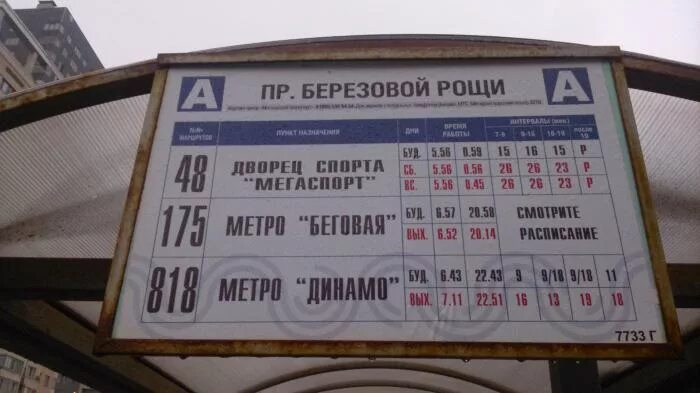 А ПР. БЕРЕЗОВОЙ РОЩИ А
№№ МАРШРУТОВ ПУНКТ НАЗНАЧЕНИЯ ДНИ ВРЕМЯ РАБОТЫ ИНТЕРВАЛЫ (мин)
7-9 9-16 16-19 после 19
48 ДВОРЕЦ СПОРТА "МЕГАСПОРТ" БУД. 5.56 0.59 15 16 15 Р
СБ. 5.56 0.56 26 26 23 Р
ВС. 5.56 0.45 26 26 23 Р
175 МЕТРО "БЕГОВАЯ" БУД. 6.57 20.58 СМОТРИТЕ
ВЫХ. 6.52 20.14 РАСПИСАНИЕ
818 МЕТРО "ДИНАМО" БУД. 6.43 22.43 9 9/18 9/18 11
ВЫХ. 7.11 22.51 16 13 19 18
7733 Г